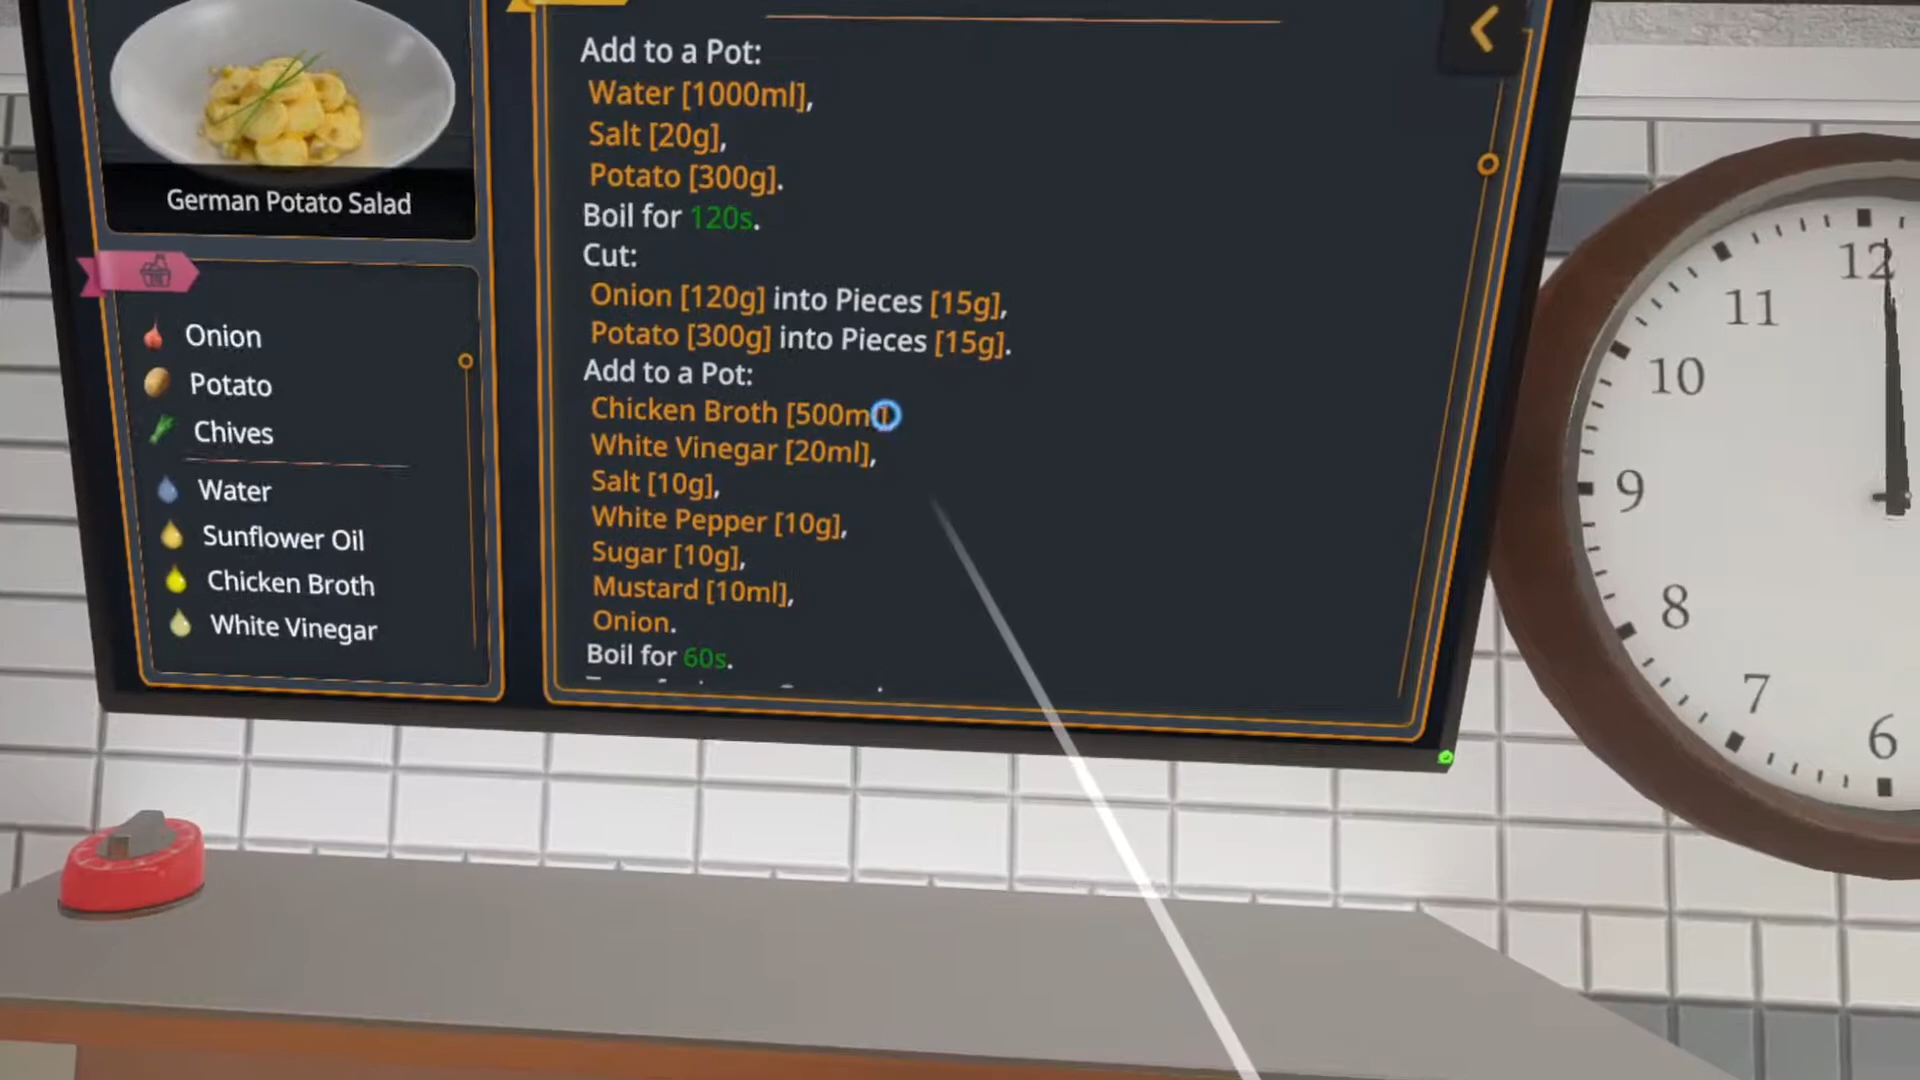 German Potato Salad
Onion
Potato
Chives
Water
Sunflower Oil
Chicken Broth
White Vinegar
Add to a Pot:
Water [1000ml],
Salt [20g],
Potato [300g].
Boil for 120s.
Cut:
Onion [120g] into Pieces [15g],
Potato [300g] into Pieces [15g].
Add to a Pot:
Chicken Broth [500m
White Vinegar [20ml],
Salt [10g],
White Pepper [10g],
Sugar [10g],
Mustard [10ml],
Onion.
Boil for 60s.
12
11
10
9
8
7
6